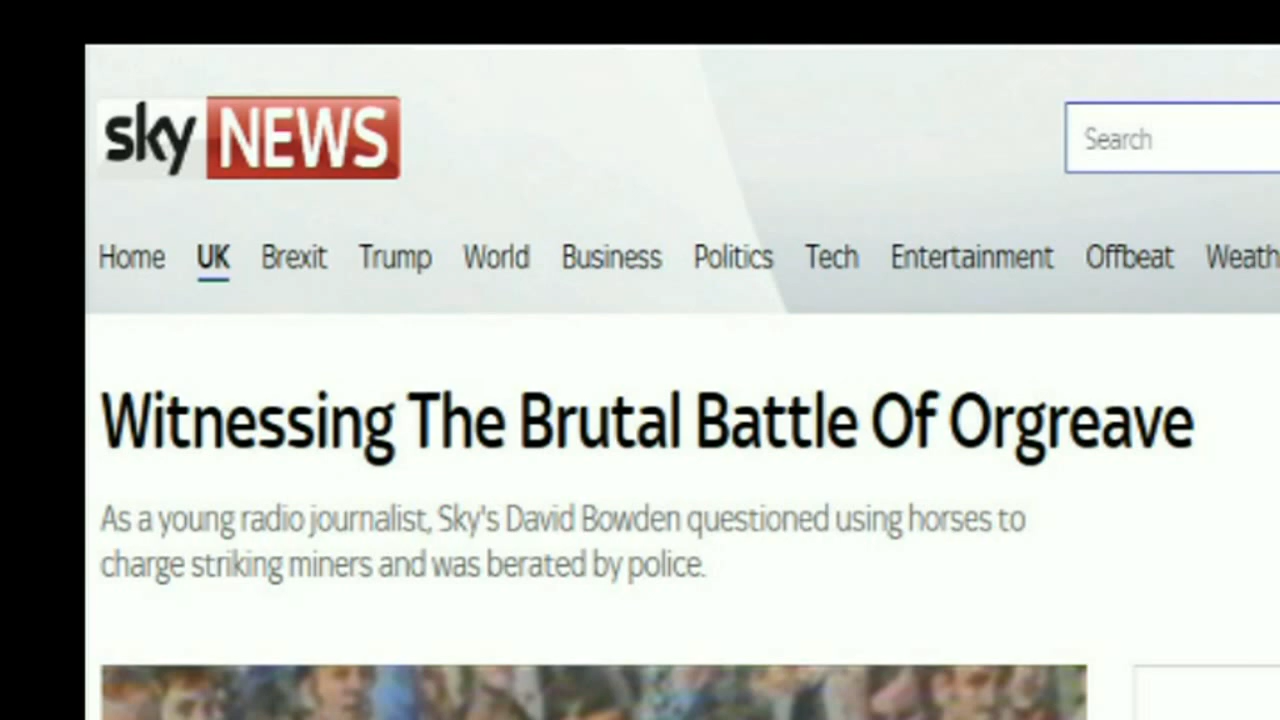 sky NEWS
Search
Home UK Brexit Trump World Business Politics Tech Entertainment Offbeat Weath
Witnessing The Brutal Battle Of Orgreave
As a young radio journalist, Sky's David Bowden questioned using horses to
charge striking miners and was berated by police.